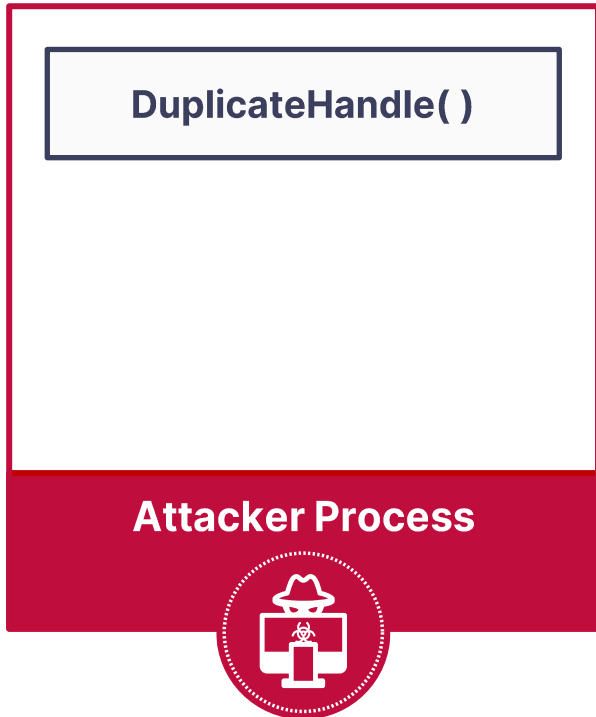 DuplicateHandle( )
Attacker Process